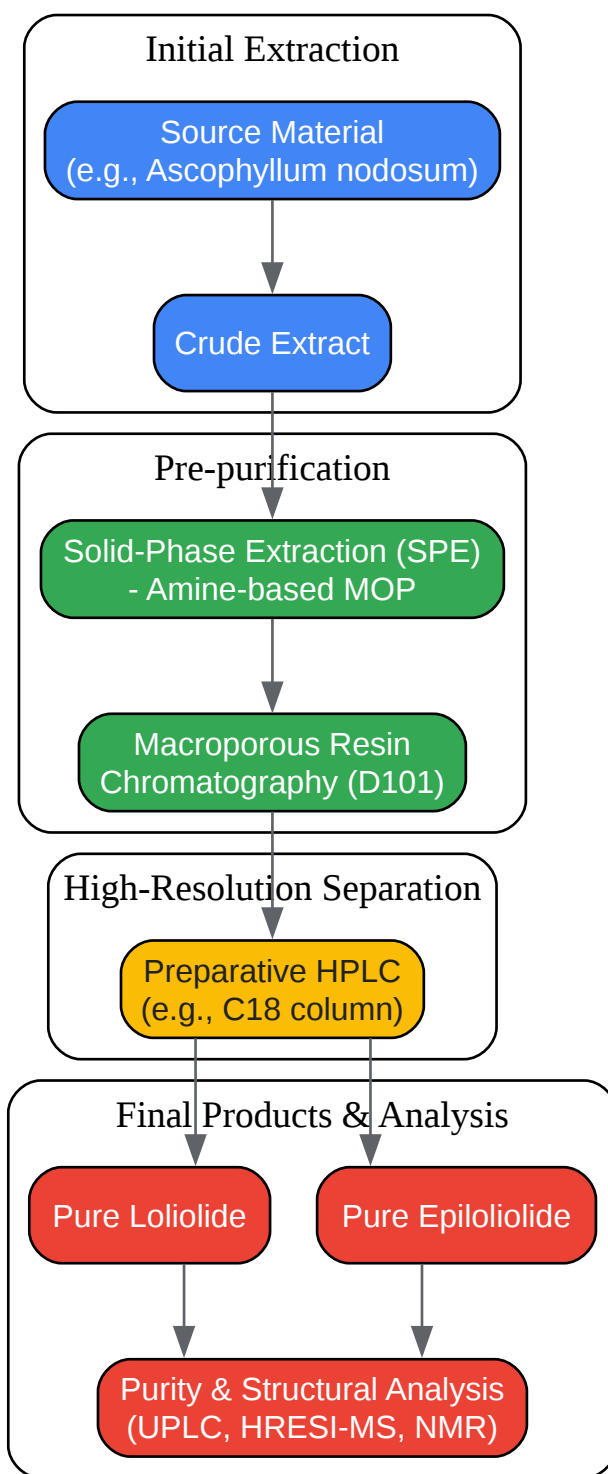 Initial Extraction
Source Material
(e.g., Ascophyllum nodosum)
Crude Extract
Pre-purification
Solid-Phase Extraction (SPE)
- Amine-based MOP
Macroporous Resin
Chromatography (D101)
High-Resolution Separation
Preparative HPLC
(e.g., C18 column)
Final Products & Analysis
Pure Loliolide
Pure Epiloliolide
Purity & Structural Analysis
(UPLC, HRESI-MS, NMR)